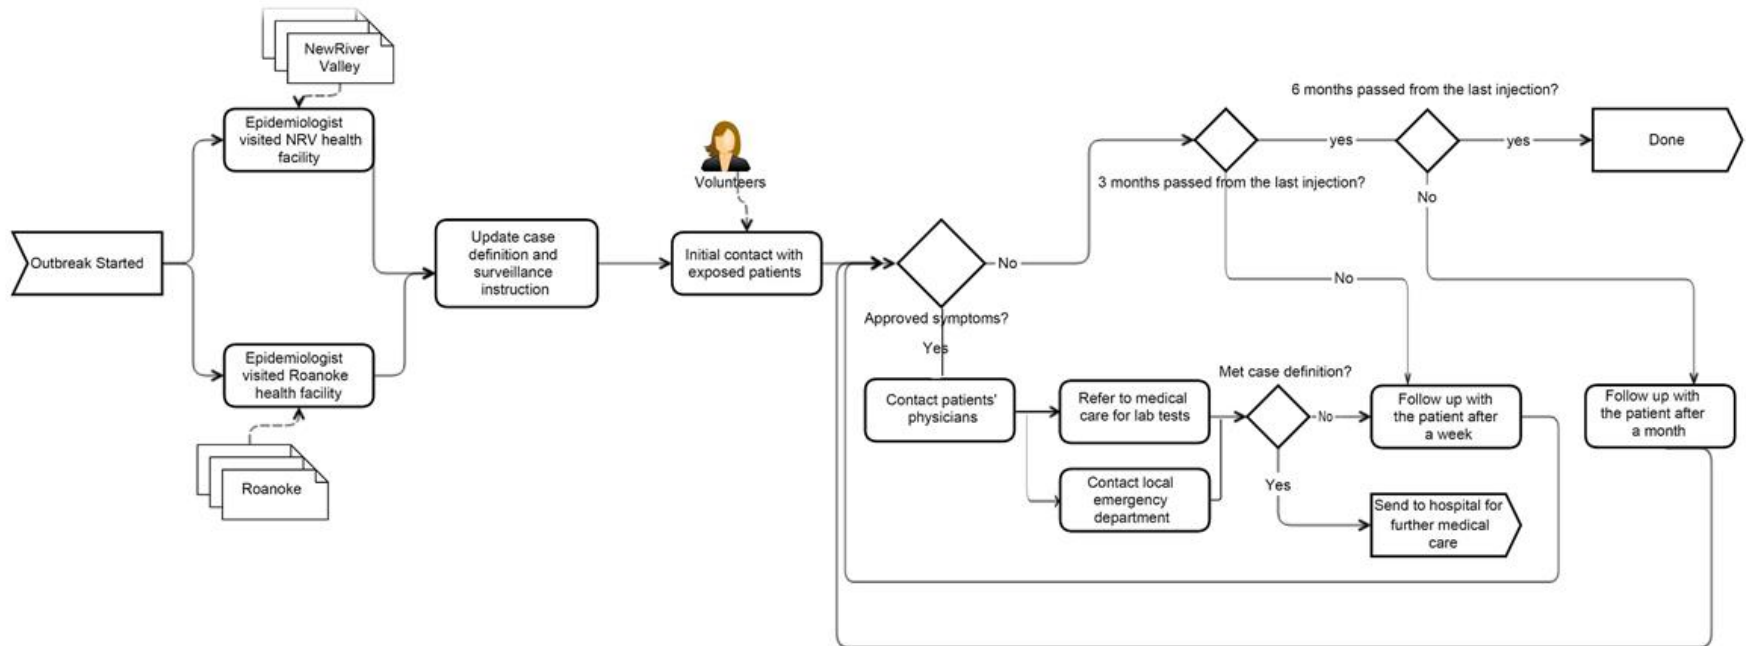 NewRiver
Valley
Epidemiologist
visited NRV health
facility
Outbreak Started
Epidemiologist
visited Roanoke
health facility
Roanoke
Update case
definition and
surveillance
instruction
Volunteers
Initial contact with
exposed patients
Approved symptoms?
No
Yes
3 months passed from the last injection?
yes
No
6 months passed from the last injection?
yes
No
Done
Contact patients'
physicians
Refer to medical
care for lab tests
Contact local
emergency
department
Met case definition?
No
Yes
Follow up with
the patient after
a week
Send to hospital for
further medical
care
Follow up with
the patient after
a month